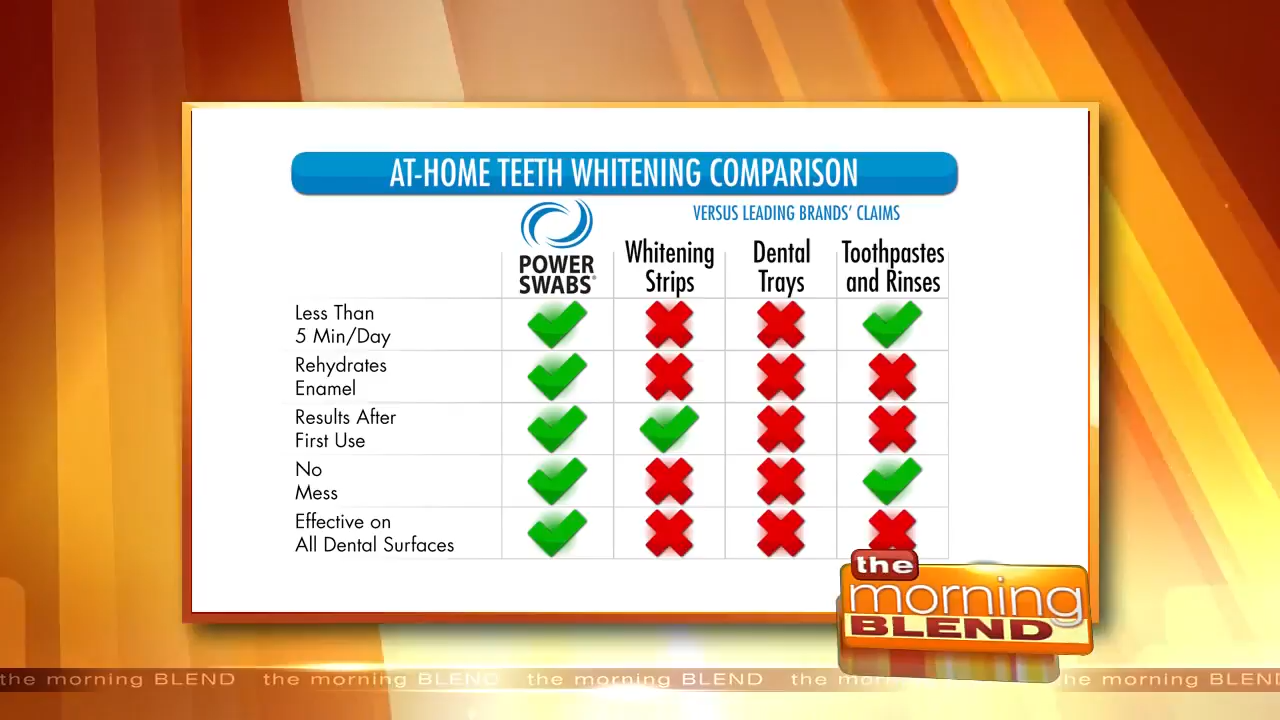 AT-HOME TEETH WHITENING COMPARISON
VERSUS LEADING BRANDS' CLAIMS
POWER
SWABS®
Whitening
Strips
Dental
Trays
Toothpastes
and Rinses
Less Than
5 Min/Day
Rehydrates
Enamel
Results After
First Use
No
Mess
Effective on
All Dental Surfaces
the
morning
BLEND
the morning BLEND the morning BLEND the morning BLEND the mor the morning BLEND